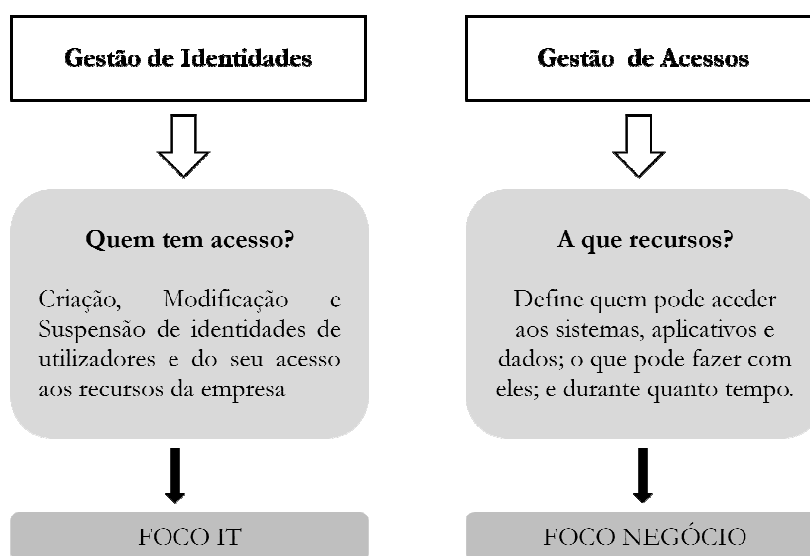 Gestão de Identidades
Quem tem acesso?
Criação, Modificação e
Suspensão de identidades de
utilizadores e do seu acesso
aos recursos da empresa
FOCO IT
Gestão de Acessos
A que recursos?
Define quem pode aceder
aos sistemas, aplicativos e
dados; o que pode fazer com
eles; e durante quanto tempo.
FOCO NEGÓCIO